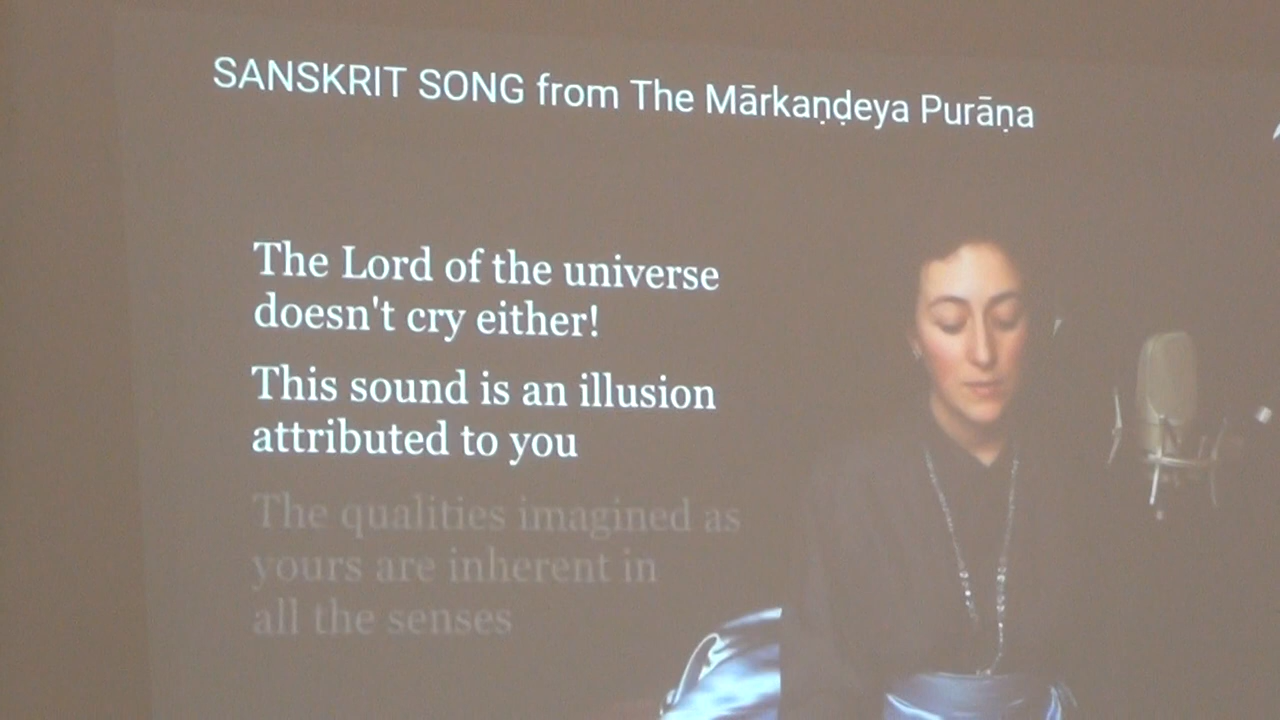 SANSKRIT SONG from The Mārkaṇḍeya Purāṇa
The Lord of the universe
doesn't cry either!
This sound is an illusion
attributed to you
The qualities imagined as
yours are inherent in
all the senses